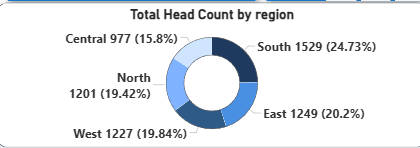 Total Head Count by region
Central 977 (15.8%)
South 1529 (24.73%)
North
1201 (19.42%)
East 1249 (20.2%)
West 1227 (19.84%)